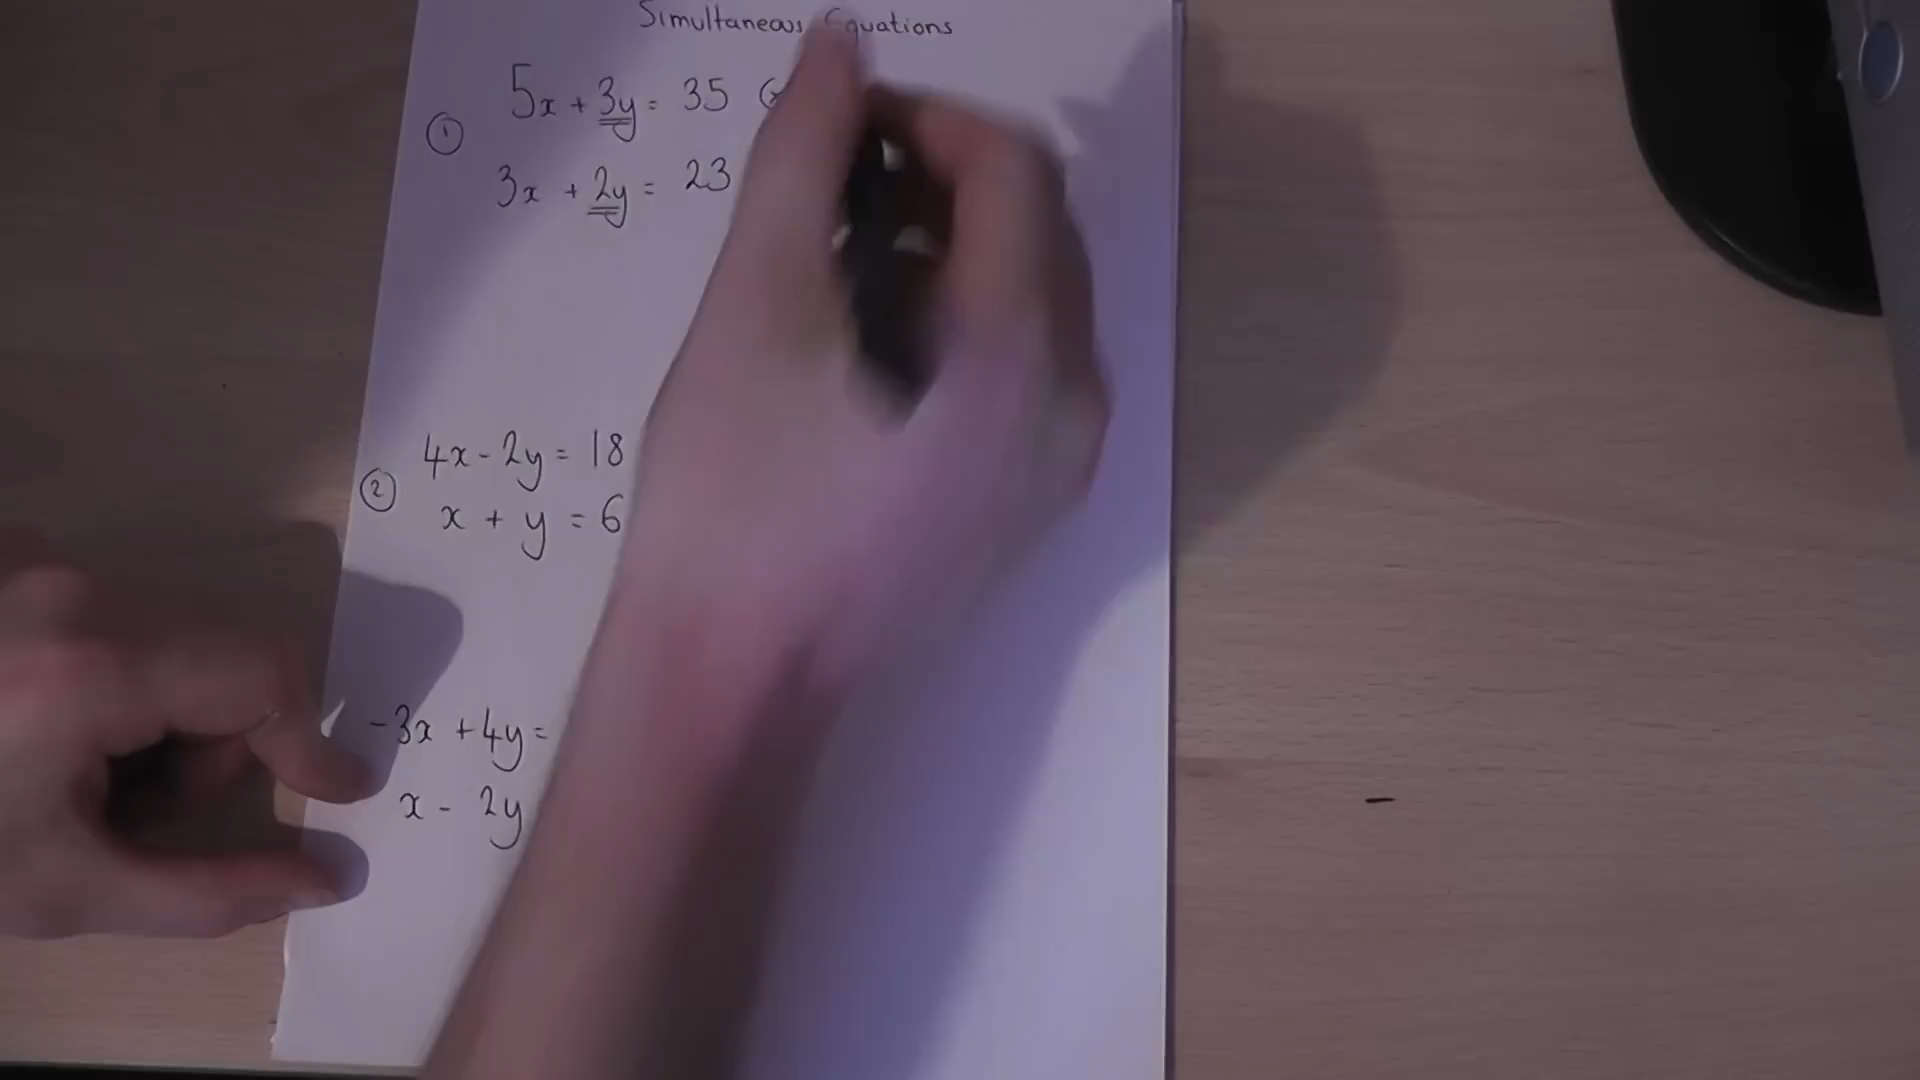 Simultaneous Equations
5x + 3y = 35
①
3x + 2y = 23
4x - 2y = 18
②
x + y = 6
-3x + 4y =
x - 2y